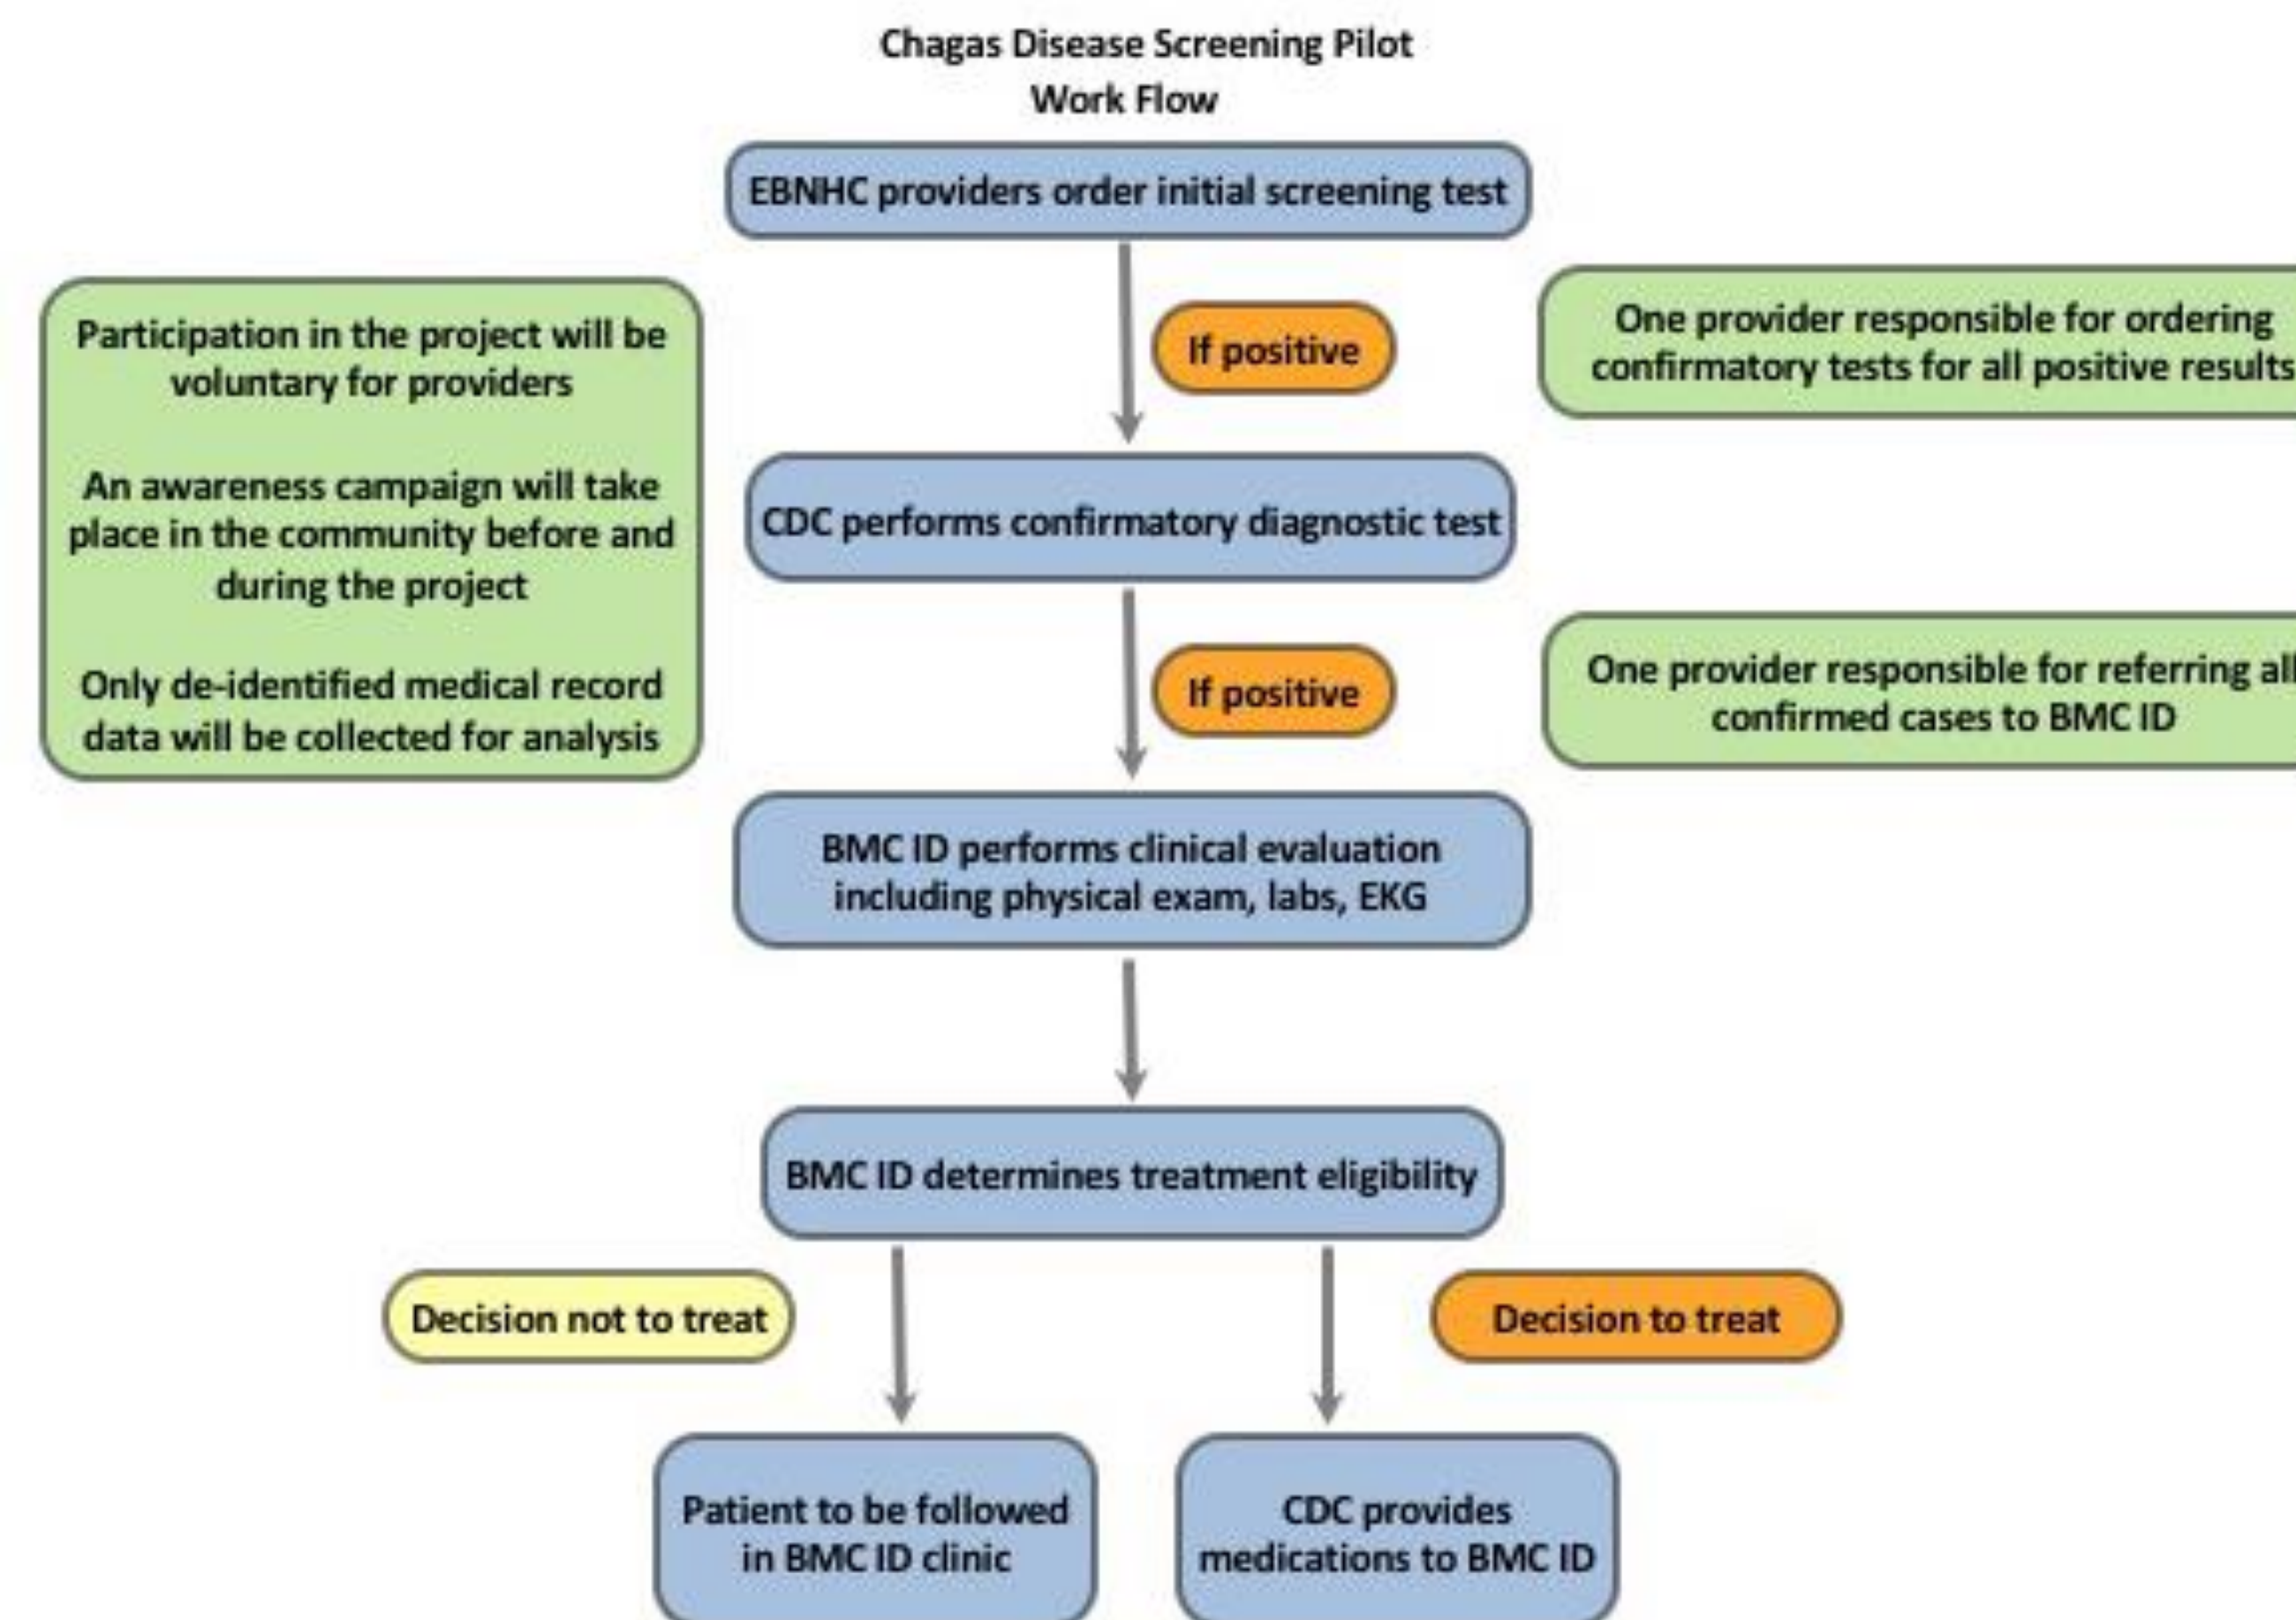 Chagas Disease Screening Pilot
Work Flow
EBNHC providers order initial screening test
Participation in the project will be
voluntary for providers
An awareness campaign will take
place in the community before and
during the project
Only de-identified medical record
data will be collected for analysis
If positive
One provider responsible for ordering
confirmatory tests for all positive results
CDC performs confirmatory diagnostic test
If positive
One provider responsible for referring all
confirmed cases to BMC ID
BMC ID performs clinical evaluation
including physical exam, labs, EKG
BMC ID determines treatment eligibility
Decision not to treat
Decision to treat
Patient to be followed
in BMC ID clinic
CDC provides
medications to BMC ID